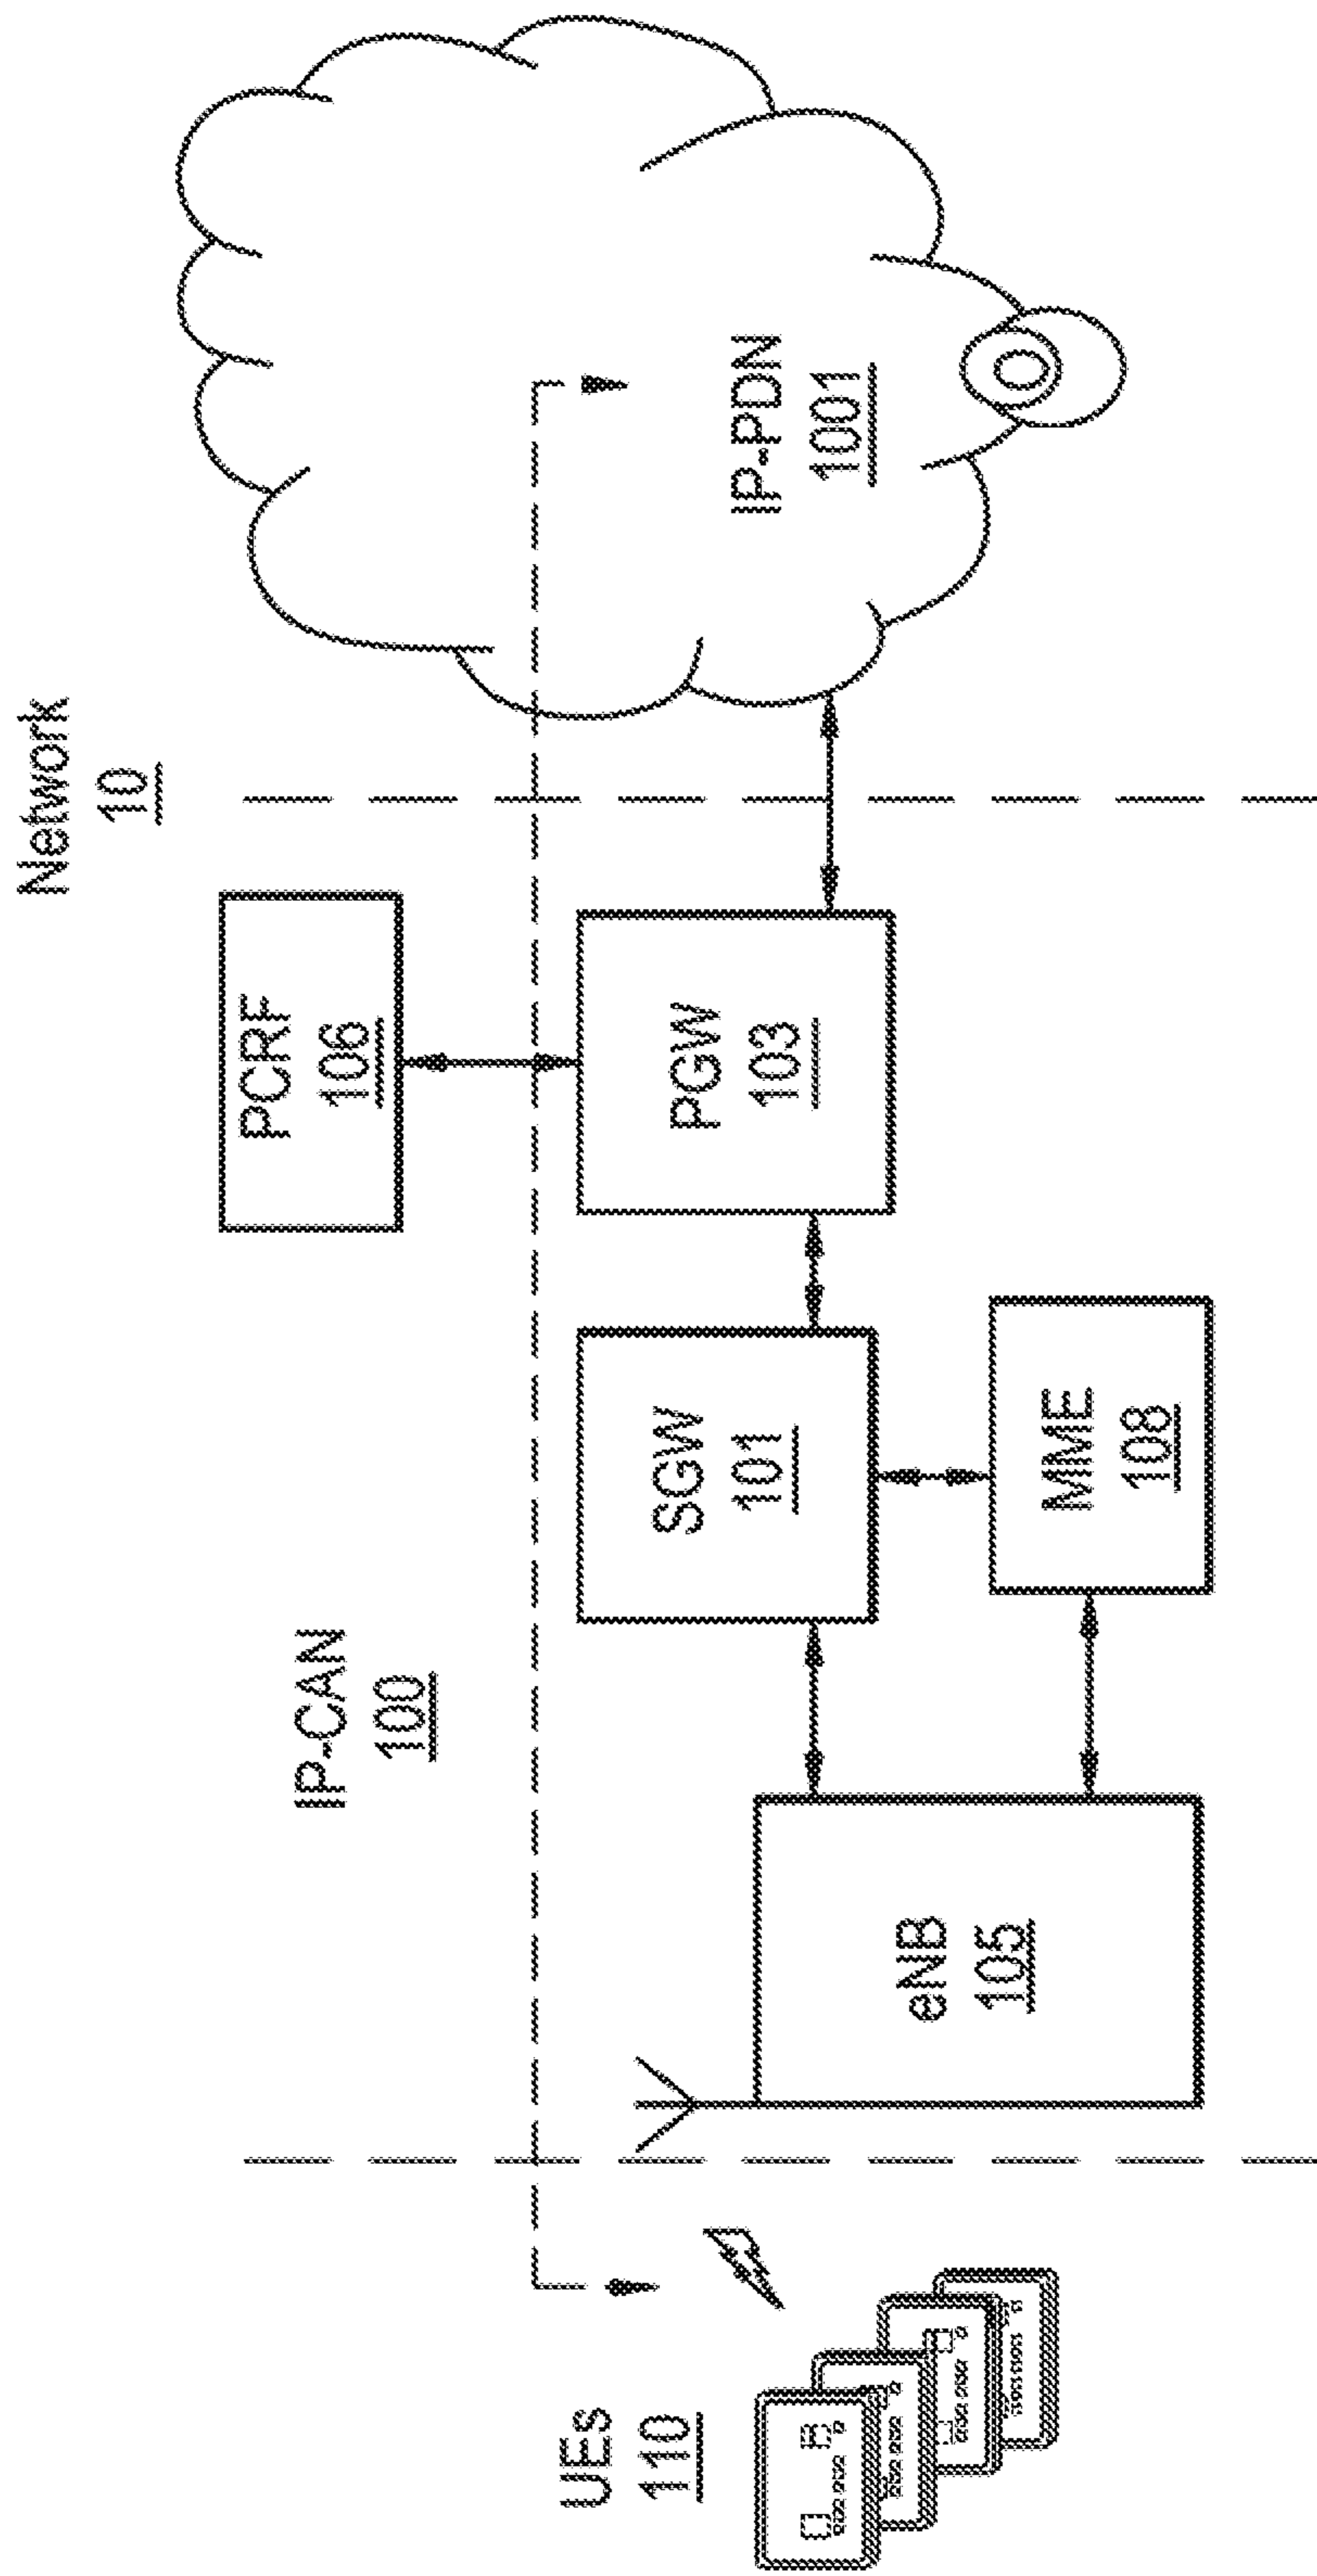 Network
10
IP-CAN
100
PCRF
106
UEs
110
eNB
105
SGW
101
MME
108
PGW
103
IP-PDN
1001